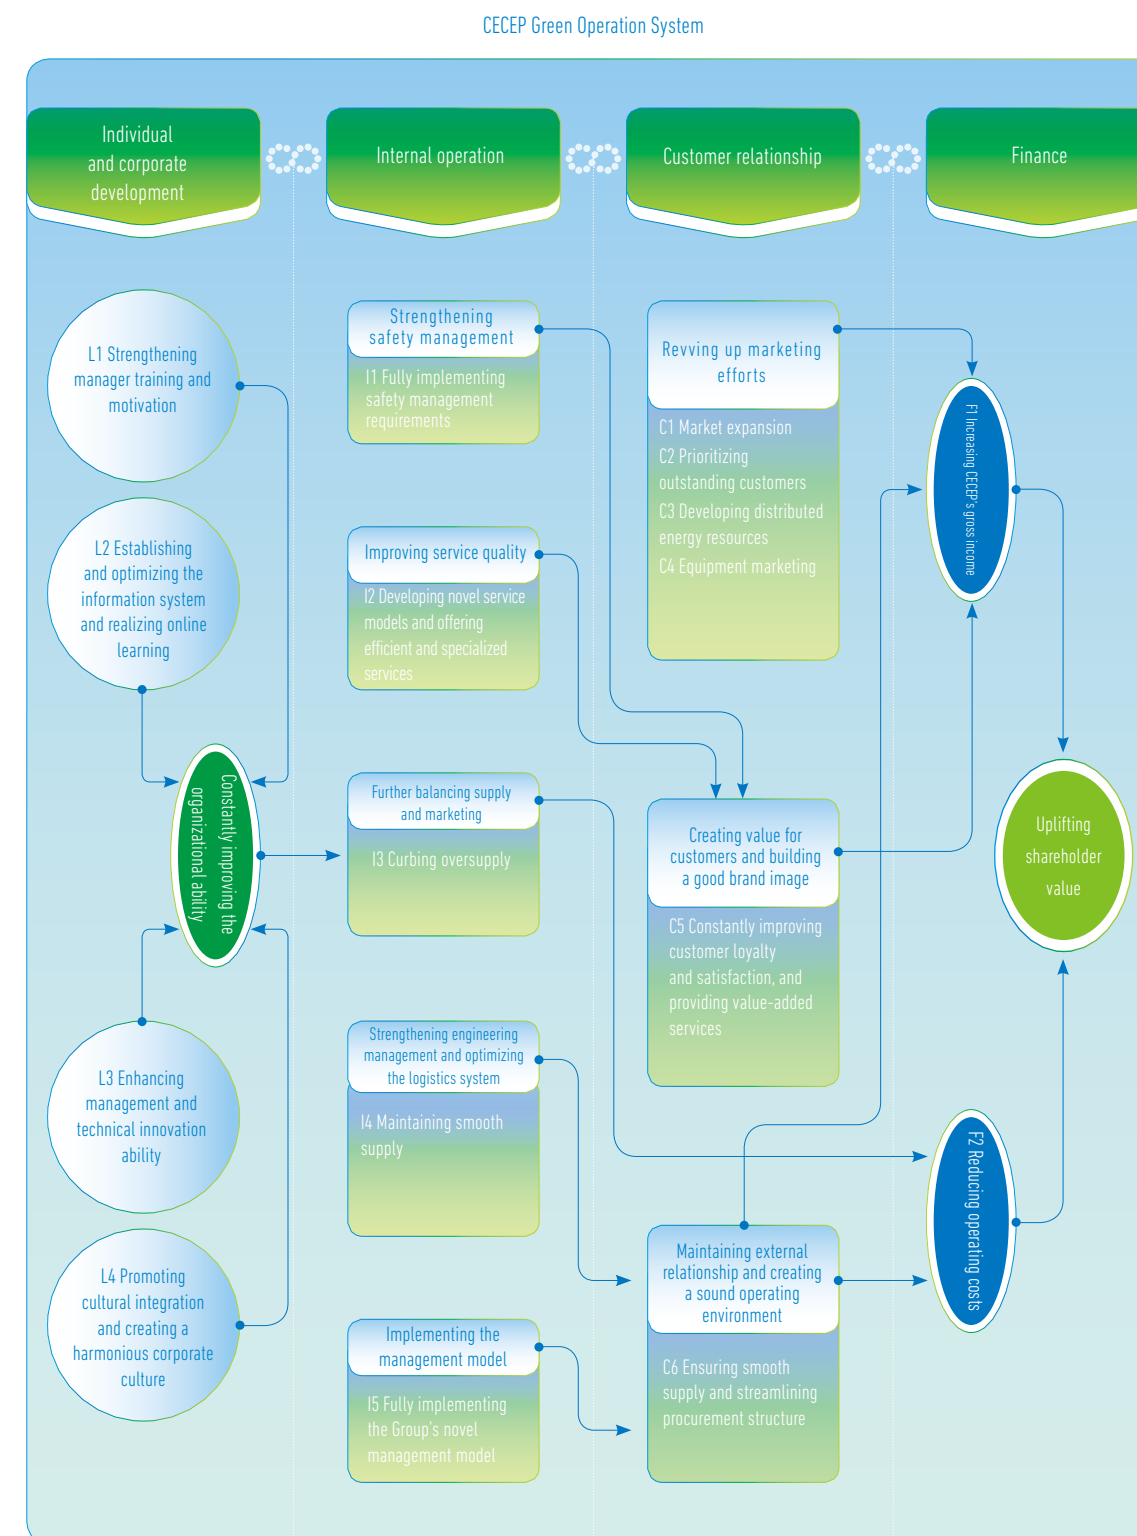 CECEP Green Operation System
Individual
and corporate
development
Internal operation
Customer relationship
Finance
L1 Strengthening
manager training and
motivation
L2 Establishing
and optimizing the
information system
and realizing online
learning
Constantly improving the
organizational ability
L3 Enhancing
management and
technical innovation
ability
L4 Promoting
cultural integration
and creating a
harmonious corporate
culture
Strengthening
safety management
I1 Fully implementing
safety management
requirements
Improving service quality
I2 Developing novel service
models and offering
efficient and specialized
services
Further balancing supply
and marketing
I3 Curbing oversupply
Strengthening engineering
management and optimizing
the logistics system
I4 Maintaining smooth
supply
Implementing the
management model
I5 Fully implementing
the Group's novel
management model
Revving up marketing
efforts
C1 Market expansion
C2 Prioritizing
outstanding customers
C3 Developing distributed
energy resources
C4 Equipment marketing
Creating value for
customers and building
a good brand image
C5 Constantly improving
customer loyalty
and satisfaction, and
providing value-added
services
Maintaining external
relationship and creating
a sound operating
environment
C6 Ensuring smooth
supply and streamlining
procurement structure
F1 Increasing CECEP's gross income
Uplifting
shareholder
value
F2 Reducing operating costs